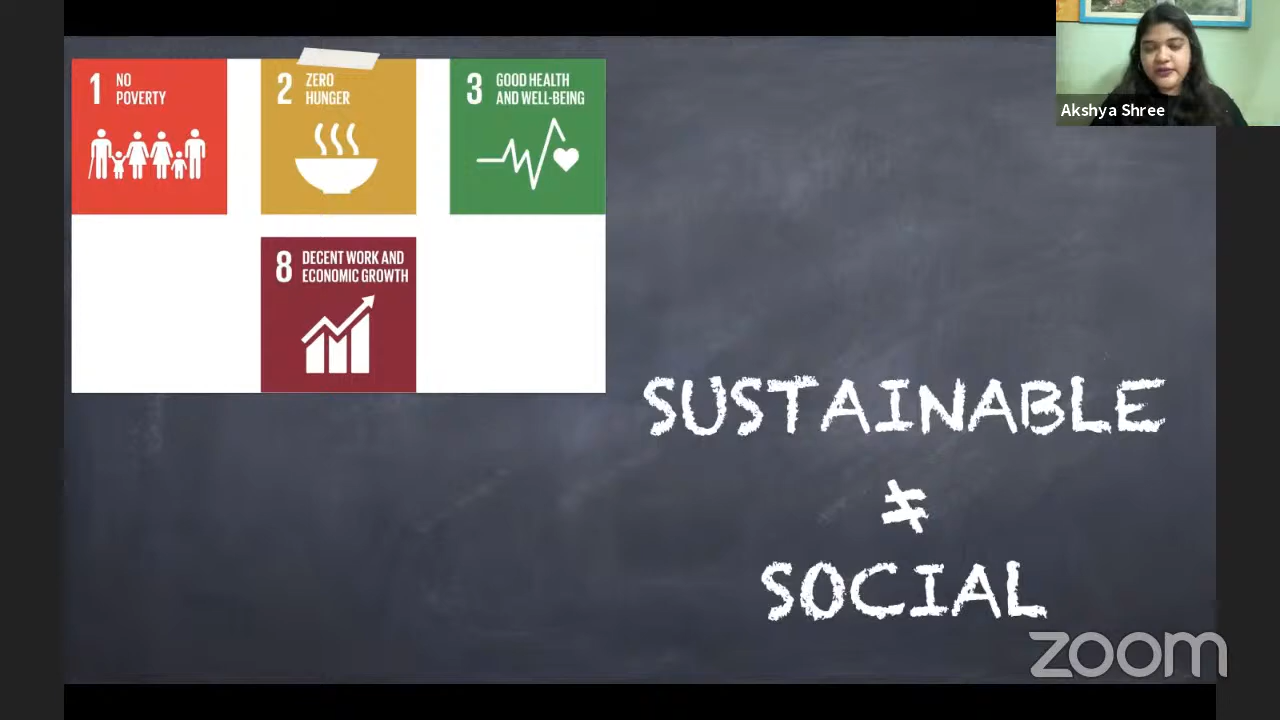 1 NO
POVERTY
2 ZERO
HUNGER
3 GOOD HEALTH
AND WELL-BEING
8 DECENT WORK AND
ECONOMIC GROWTH
SUSTAINABLE
≠
SOCIAL
Akshya Shree
zoom